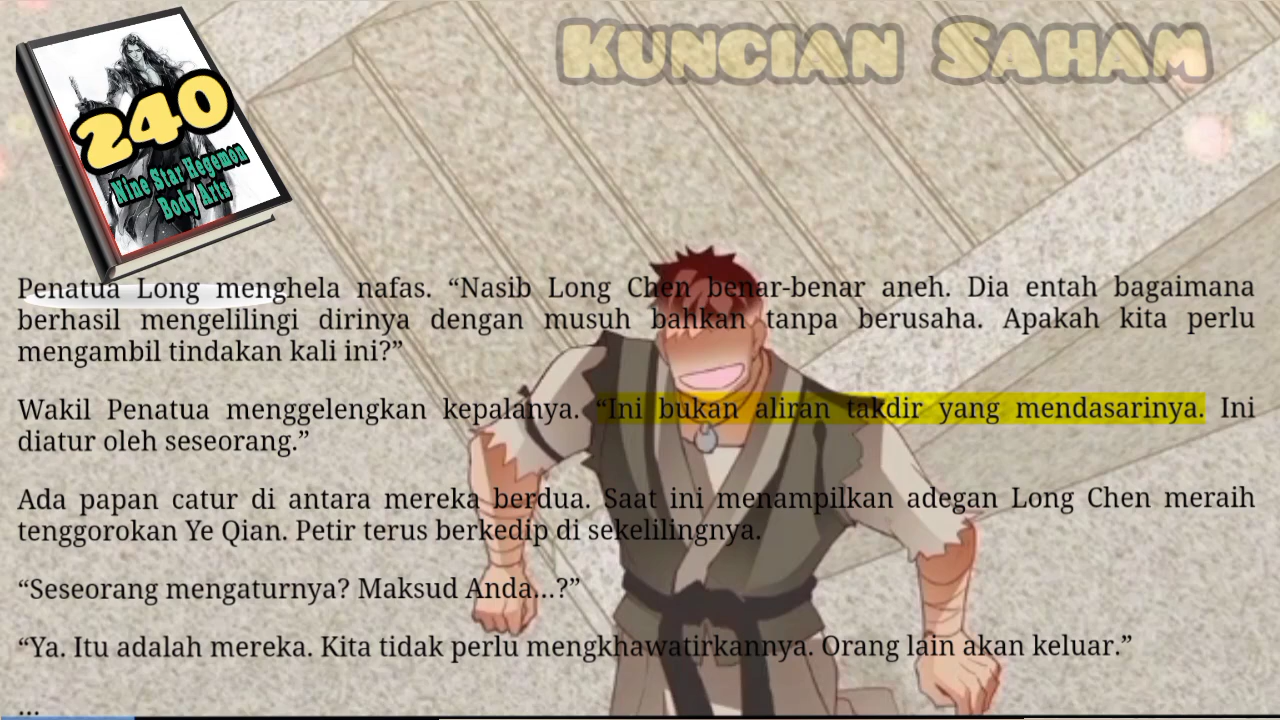 KUNCIAN SAHAM
240
Nine Star Hegemon
Body Arts
Penatua Long menghela nafas. “Nasib Long Chen benar-benar aneh. Dia entah bagaimana
berhasil mengelilingi dirinya dengan musuh bahkan tanpa berusaha. Apakah kita perlu
mengambil tindakan kali ini?”
Wakil Penatua menggelengkan kepalanya. “Ini bukan aliran takdir yang mendasarinya. Ini
diatur oleh seseorang.”
Ada papan catur di antara mereka berdua. Saat ini menampilkan adegan Long Chen meraih
tenggorokan Ye Qian. Petir terus berkedip di sekelilingnya.
“Seseorang mengaturnya? Maksud Anda...?”
“Ya. Itu adalah mereka. Kita tidak perlu mengkhawatirkannya. Orang lain akan keluar.”
...